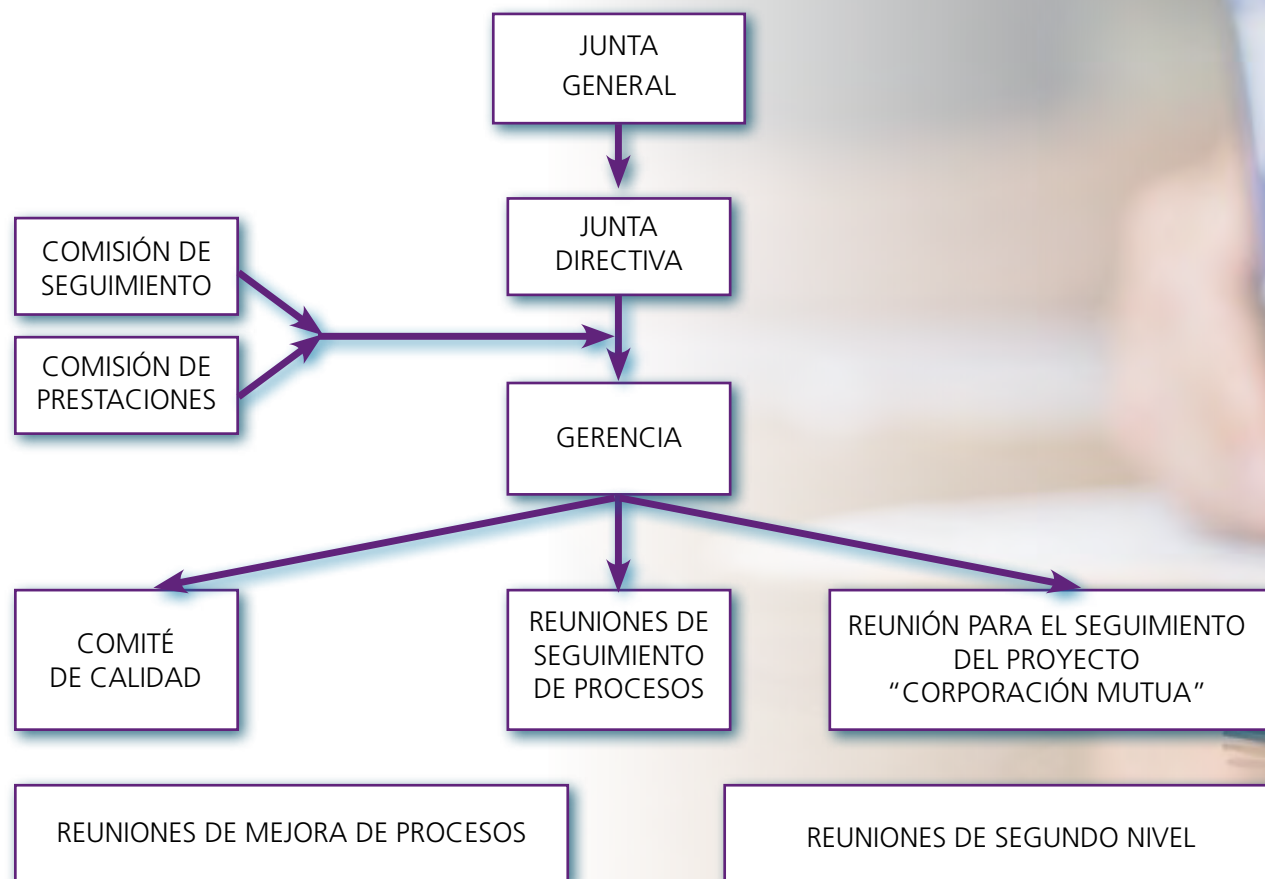 JUNTA
GENERAL
JUNTA
DIRECTIVA
COMISIÓN DE
SEGUIMIENTO
COMISIÓN DE
PRESTACIONES
GERENCIA
COMITÉ
DE CALIDAD
REUNIONES DE
SEGUIMIENTO
DE PROCESOS
REUNIÓN PARA EL SEGUIMIENTO
DEL PROYECTO
“CORPORACIÓN MUTUA”
REUNIONES DE MEJORA DE PROCESOS
REUNIONES DE SEGUNDO NIVEL